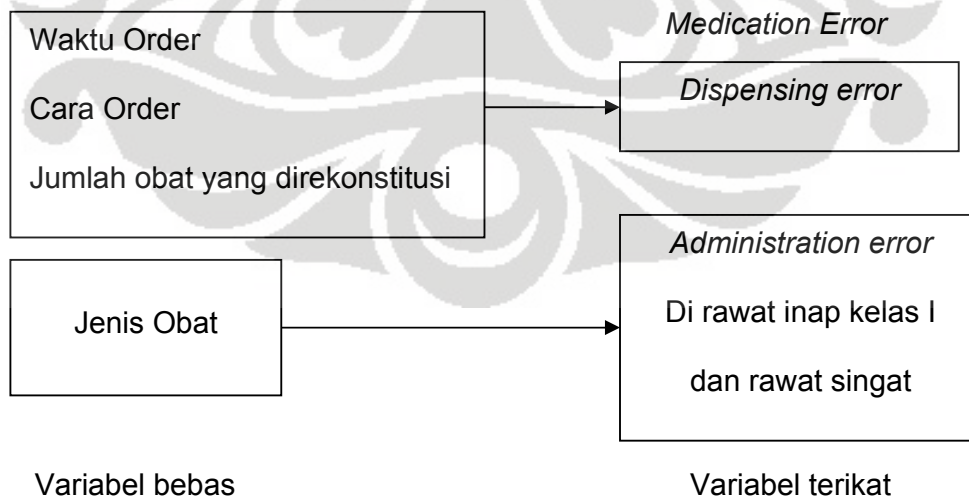 Waktu Order
Cara Order
Jumlah obat yang direkonstitusi
Medication Error
Dispensing error
Jenis Obat
Administration error
Di rawat inap kelas I
dan rawat singat
Variabel bebas
Variabel terikat